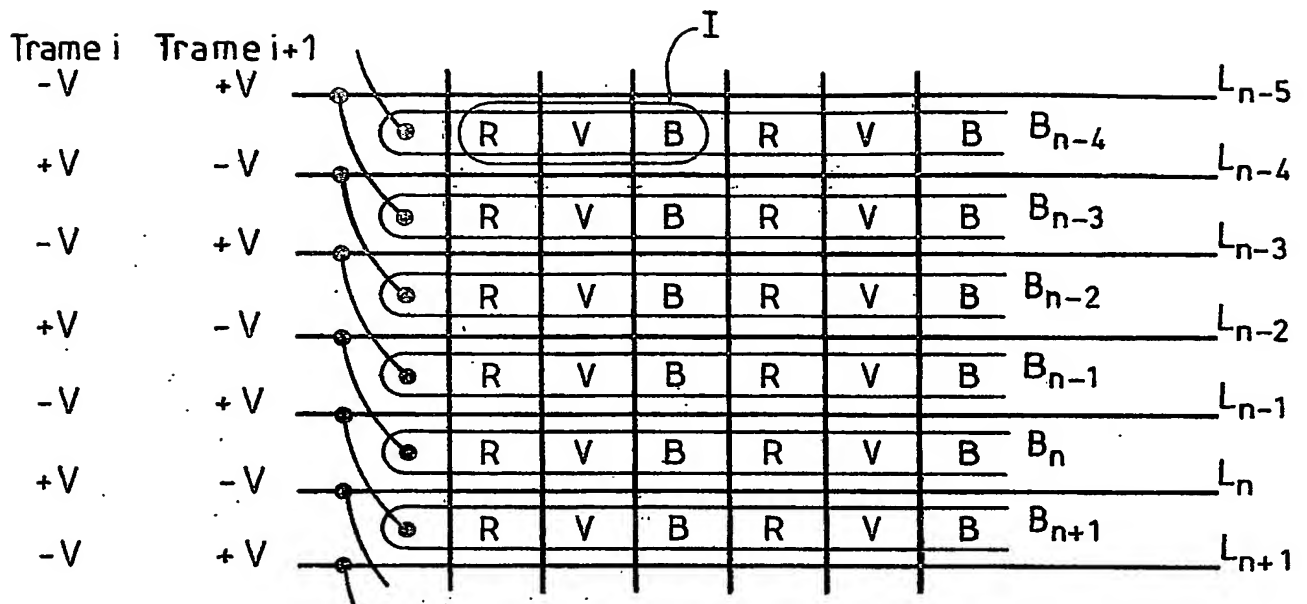 I
Trame i Trame i+1
-V +V L n-5
R V B R V B B n-4
+V -V L n-4
R V B R V B B n-3
-V +V L n-3
R V B R V B B n-2
+V -V L n-2
R V B R V B B n-1
-V +V L n-1
R V B R V B B n
+V -V L n
R V B R V B B n+1
-V +V L n+1